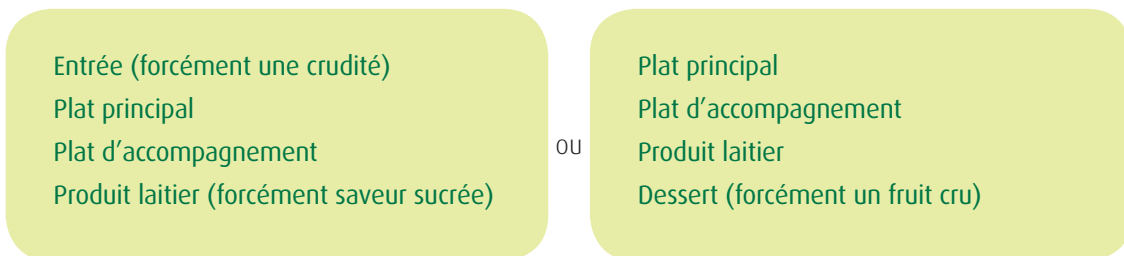 Entrée (forcément une crudité)
Plat principal
Plat d’accompagnement
Produit laitier (forcément saveur sucrée)
ou
Plat principal
Plat d’accompagnement
Produit laitier
Dessert (forcément un fruit cru)